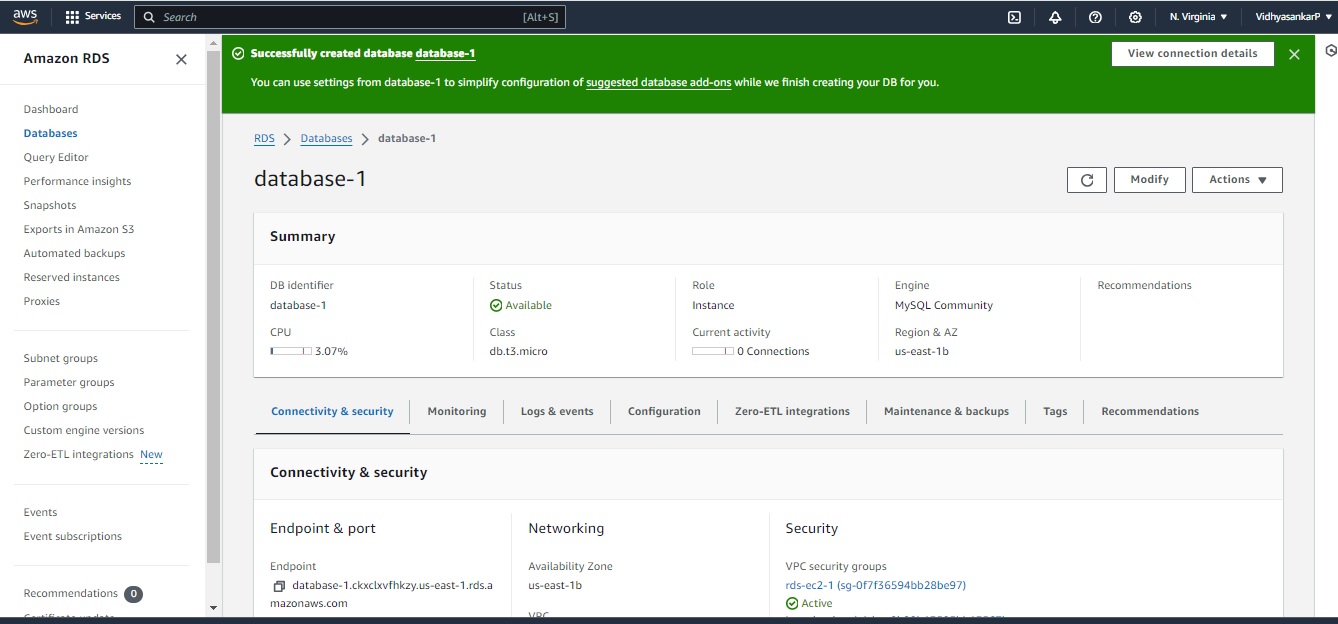 aws
Services
Search
[Alt+S]
N. Virginia
VidhyasankarP
Amazon RDS
Dashboard
Databases
Query Editor
Performance insights
Snapshots
Exports in Amazon S3
Automated backups
Reserved instances
Proxies
Subnet groups
Parameter groups
Option groups
Custom engine versions
Zero-ETL integrations New
Events
Event subscriptions
Recommendations 0
Successfully created database database-1
View connection details
You can use settings from database-1 to simplify configuration of suggested database add-ons while we finish creating your DB for you.
RDS > Databases > database-1
database-1
Modify
Actions
Summary
DB identifier
database-1
CPU
3.07%
Status
Available
Class
db.t3.micro
Role
Instance
Current activity
0 Connections
Engine
MySQL Community
Region & AZ
us-east-1b
Recommendations
Connectivity & security
Monitoring
Logs & events
Configuration
Zero-ETL integrations
Maintenance & backups
Tags
Recommendations
Connectivity & security
Endpoint & port
Endpoint
database-1.ckxclxvfhkzy.us-east-1.rds.a
mazonaws.com
Networking
Availability Zone
us-east-1b
VPC
Security
VPC security groups
rds-ec2-1 (sg-0f7f36594bb28be97)
Active